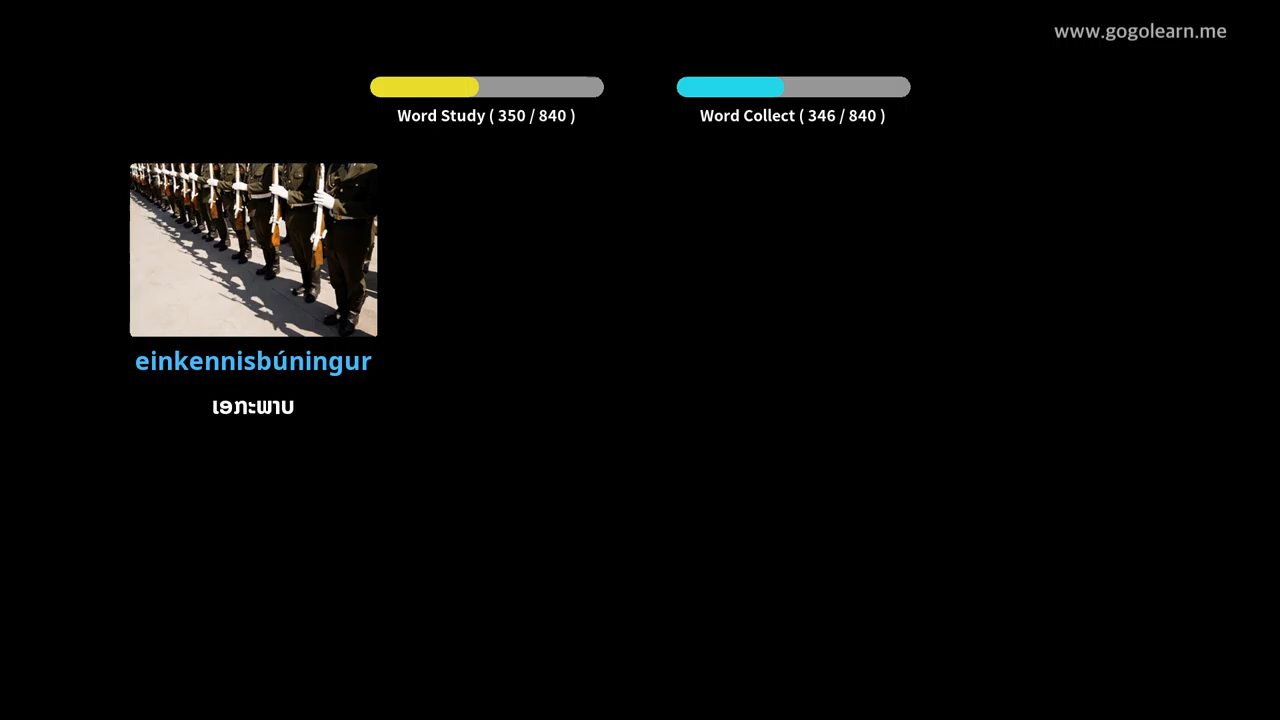 www.gogolearn.me
Word Study ( 350 / 840 )
Word Collect ( 346 / 840 )
einkennisbúningur
ເອກະພາບ